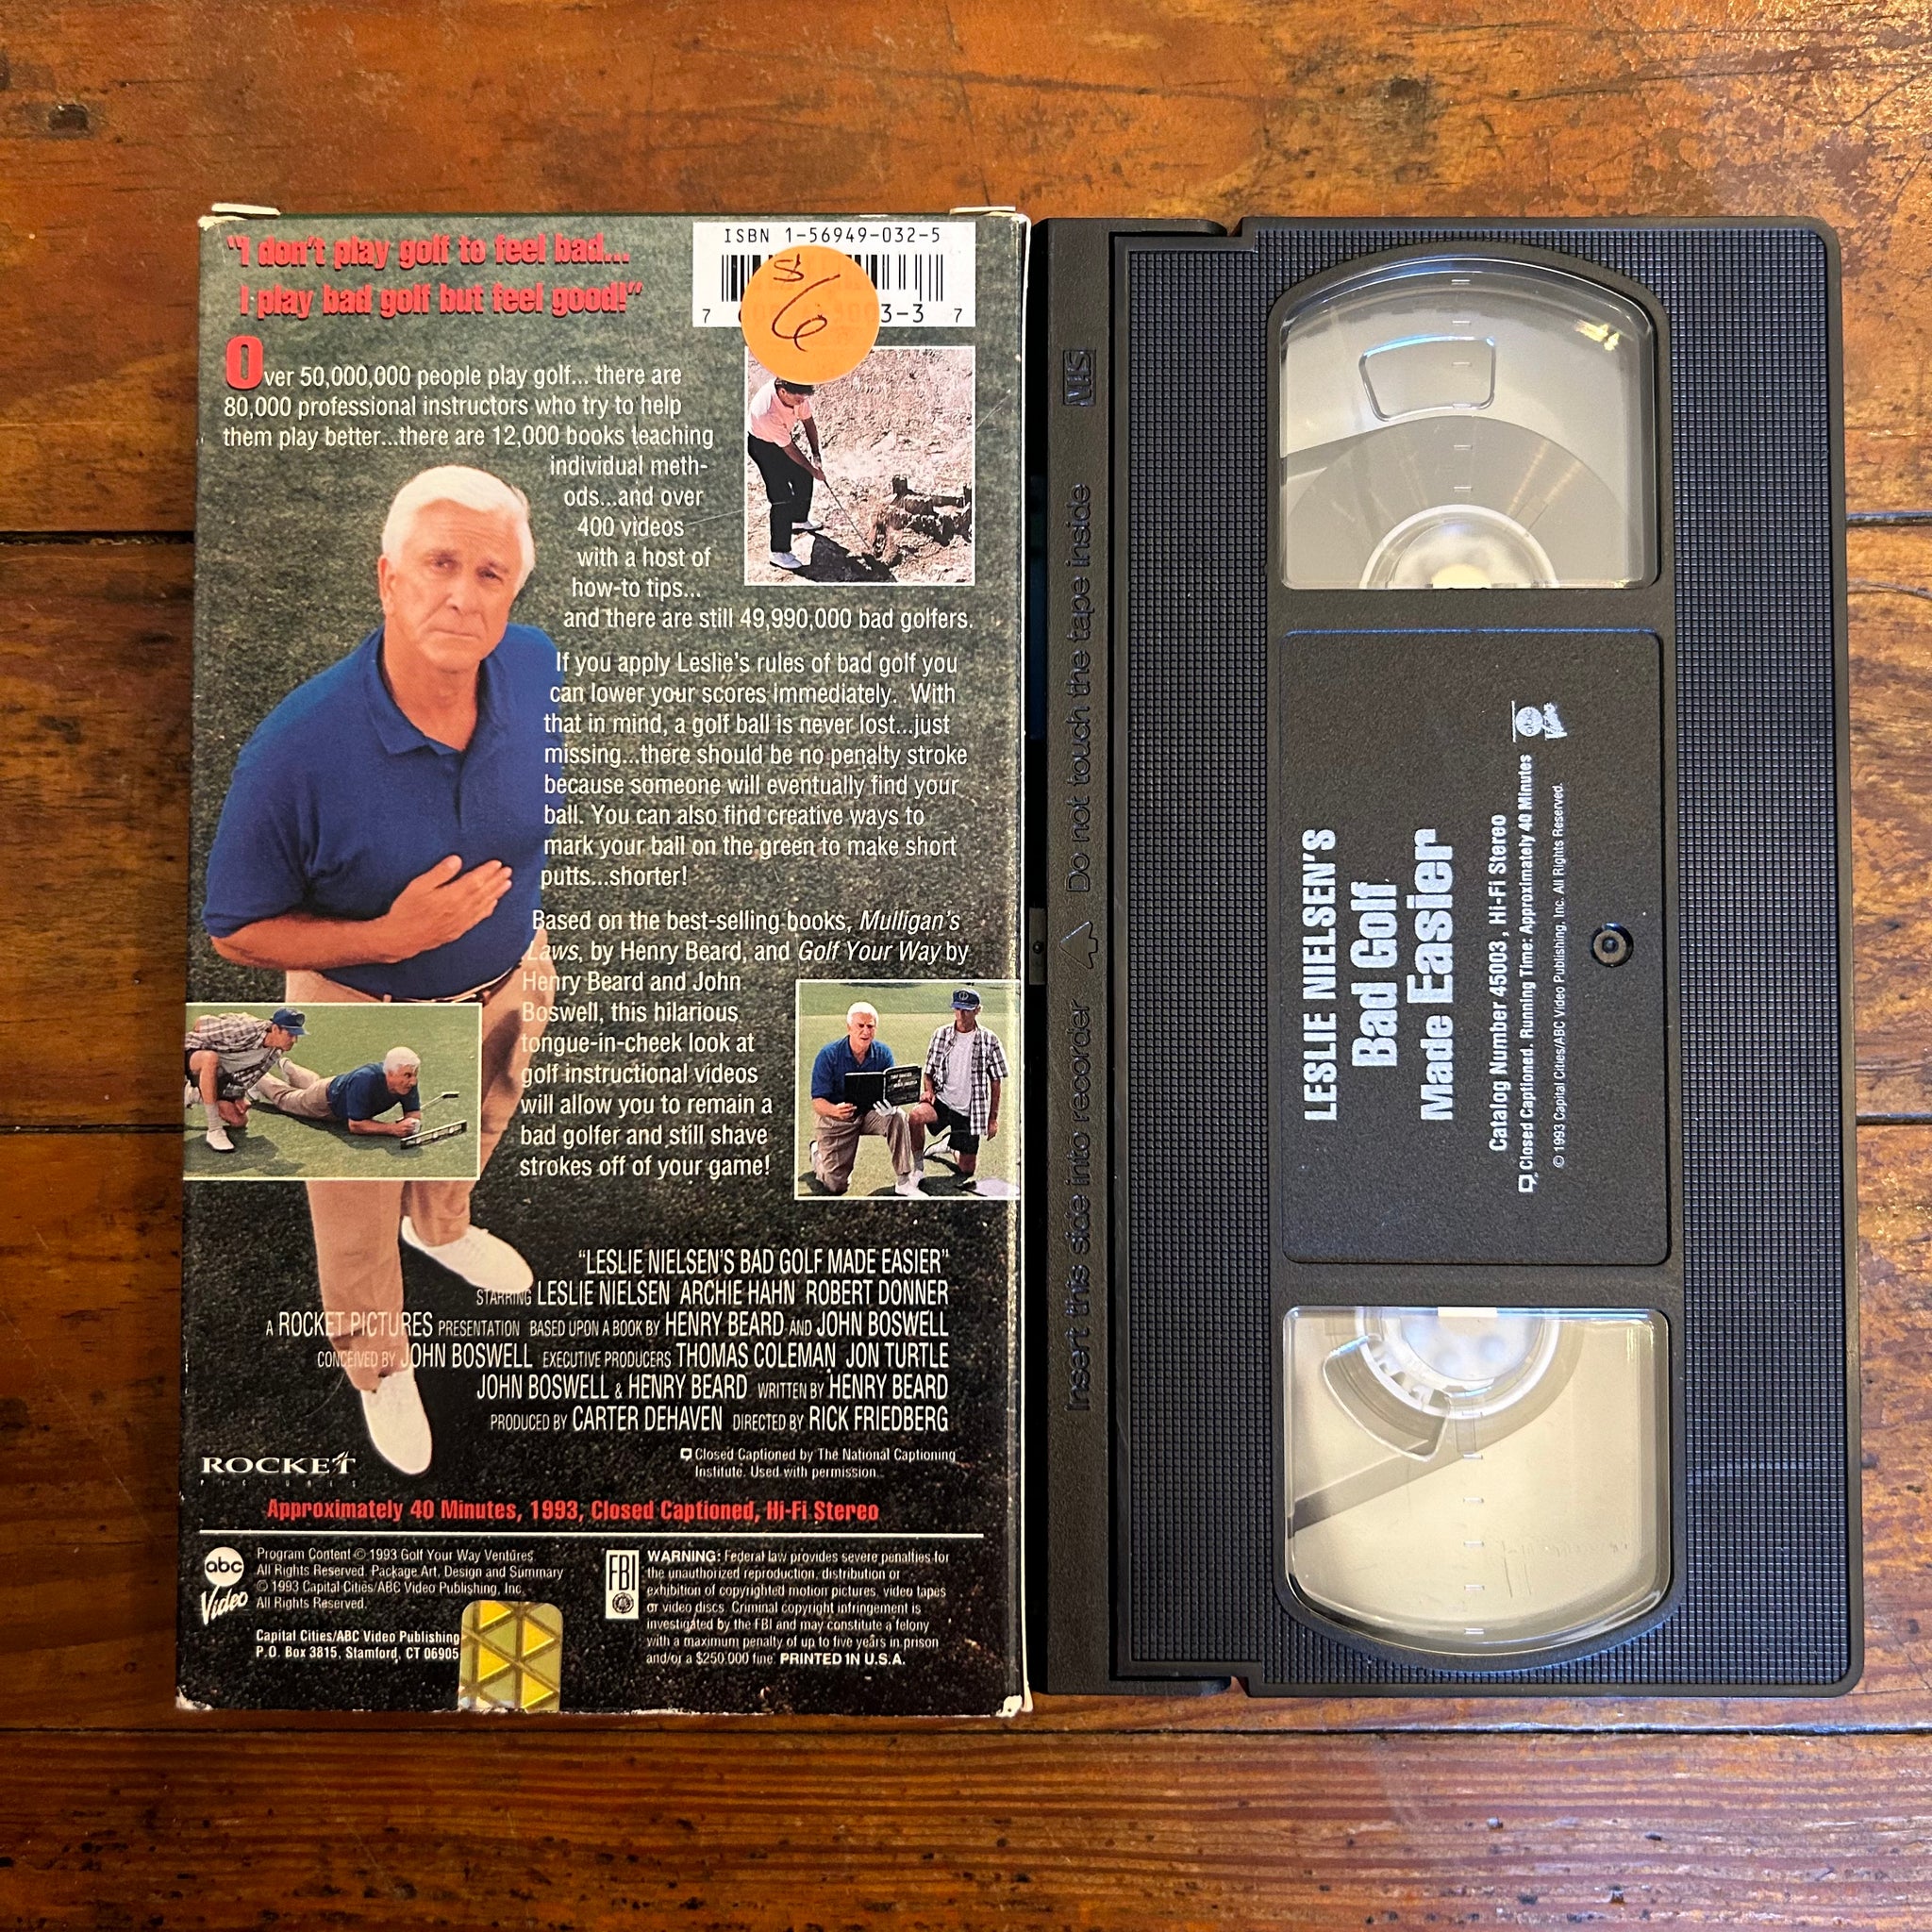 "I don't play golf to feel bad...
I play bad golf but feel good!"
ISBN 1-56949-032-5
$6
7 3-3 7
Over 50,000,000 people play golf... there are
80,000 professional instructors who try to help
them play better...there are 12,000 books teaching
individual meth-
ods...and over
400 videos
with a host of
how-to tips...
and there are still 49,990,000 bad golfers.
If you apply Leslie's rules of bad golf you
can lower your scores immediately. With
that in mind, a golf ball is never lost...just
missing...there should be no penalty stroke
because someone will eventually find your
ball. You can also find creative ways to
mark your ball on the green to make short
putts...shorter!
Based on the best-selling books, Mulligan's
Laws, by Henry Beard, and Golf Your Way by
Henry Beard and John
Boswell, this hilarious
tongue-in-cheek look at
golf instructional videos
will allow you to remain a
bad golfer and still shave
strokes off of your game!
"LESLIE NIELSEN'S BAD GOLF MADE EASIER"
STARRING LESLIE NIELSEN ARCHIE HAHN ROBERT DONNER
A ROCKET PICTURES PRESENTATION BASED UPON A BOOK BY HENRY BEARD AND JOHN BOSWELL
CONCEIVED BY JOHN BOSWELL EXECUTIVE PRODUCERS THOMAS COLEMAN JON TURTLE
JOHN BOSWELL & HENRY BEARD WRITTEN BY HENRY BEARD
PRODUCED BY CARTER DEHAVEN DIRECTED BY RICK FRIEDBERG
ROCKET
PICTURES
Closed Captioned by The National Captioning
Institute. Used with permission.
Approximately 40 Minutes, 1993, Closed Captioned, Hi-Fi Stereo
abc
Video
Program Content © 1993 Golf Your Way Ventures
All Rights Reserved. Package Art, Design and Summary
© 1993 Capital Cities/ABC Video Publishing, Inc.
All Rights Reserved.
Capital Cities/ABC Video Publishing
P.O. Box 3815, Stamford, CT 06905
FBI
WARNING: Federal law provides severe penalties for
the unauthorized reproduction, distribution or
exhibition of copyrighted motion pictures, video tapes
or video discs. Criminal copyright infringement is
investigated by the FBI and may constitute a felony
with a maximum penalty of up to five years in prison
and/or a $250,000 fine. PRINTED IN U.S.A.
Insert this side into recorder Do not touch the tape inside
LESLIE NIELSEN'S
Bad Golf
Made Easier
Catalog Number 45003, Hi-Fi Stereo
Closed Captioned. Running Time: Approximately 40 Minutes
© 1993 Capital Cities/ABC Video Publishing, Inc. All Rights Reserved.